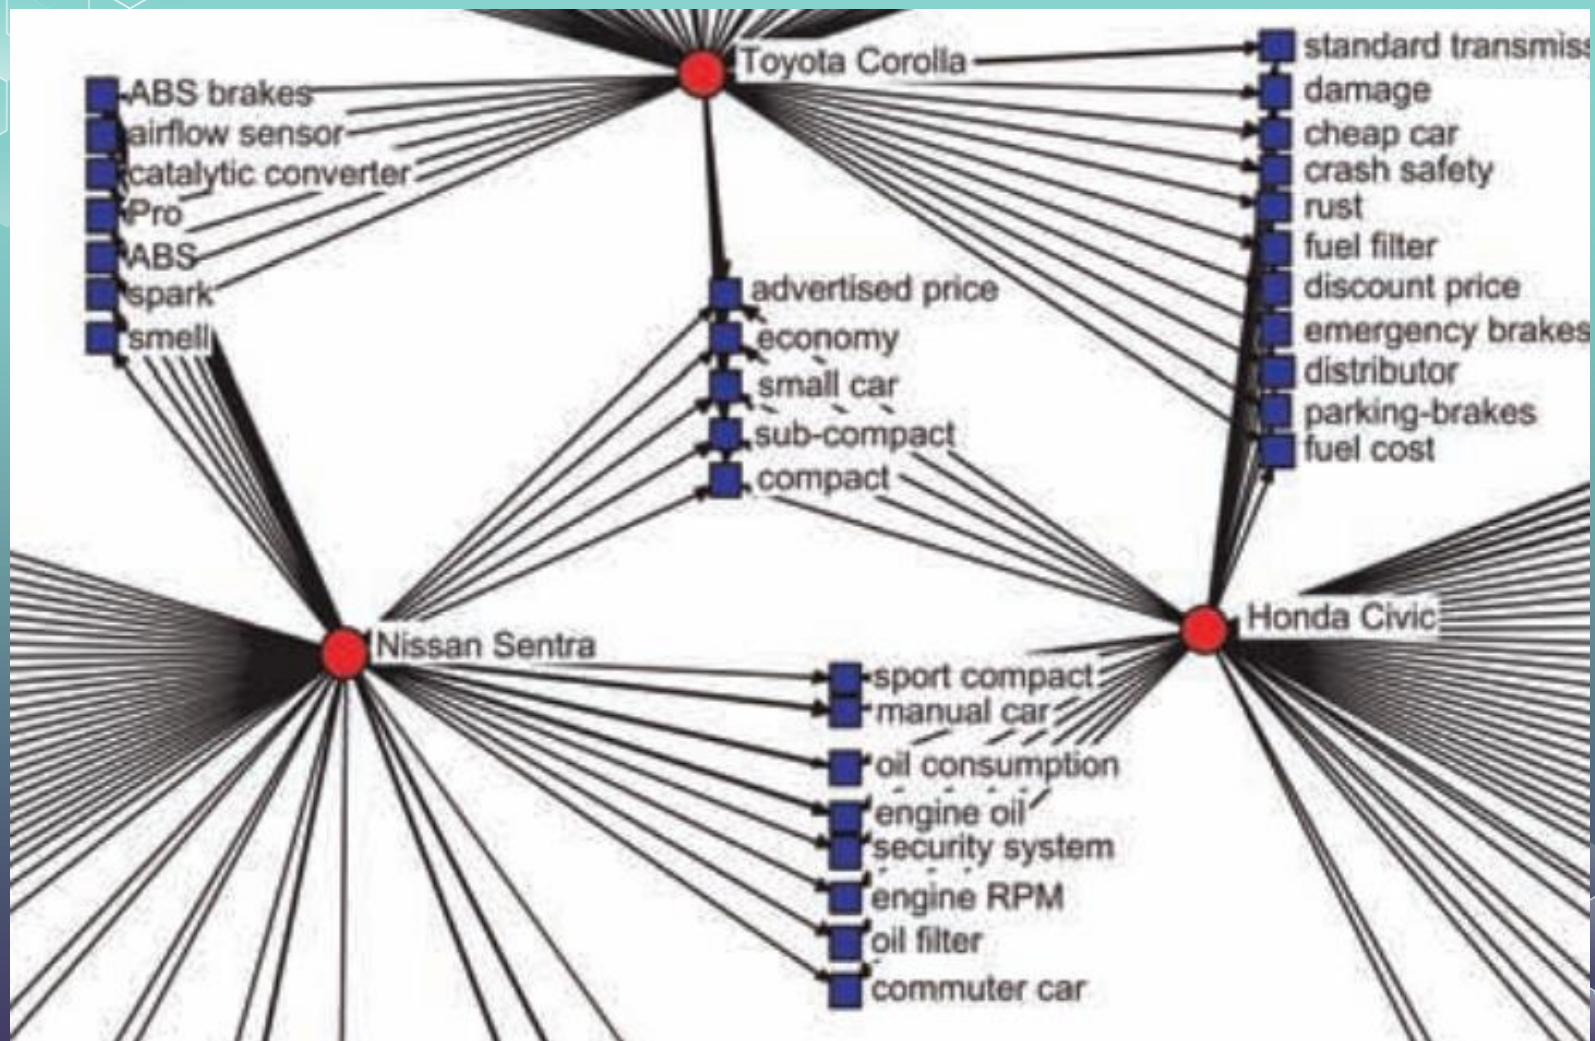 Toyota Corolla
ABS brakes
airflow sensor
catalytic converter
Pro
ABS
spark
smell
advertised price
economy
small car
sub-compact
compact
standard transmiss
damage
cheap car
crash safety
rust
fuel filter
discount price
emergency brakes
distributor
parking-brakes
fuel cost
Nissan Sentra
Honda Civic
sport compact
manual car
oil consumption
engine oil
security system
engine RPM
oil filter
commuter car